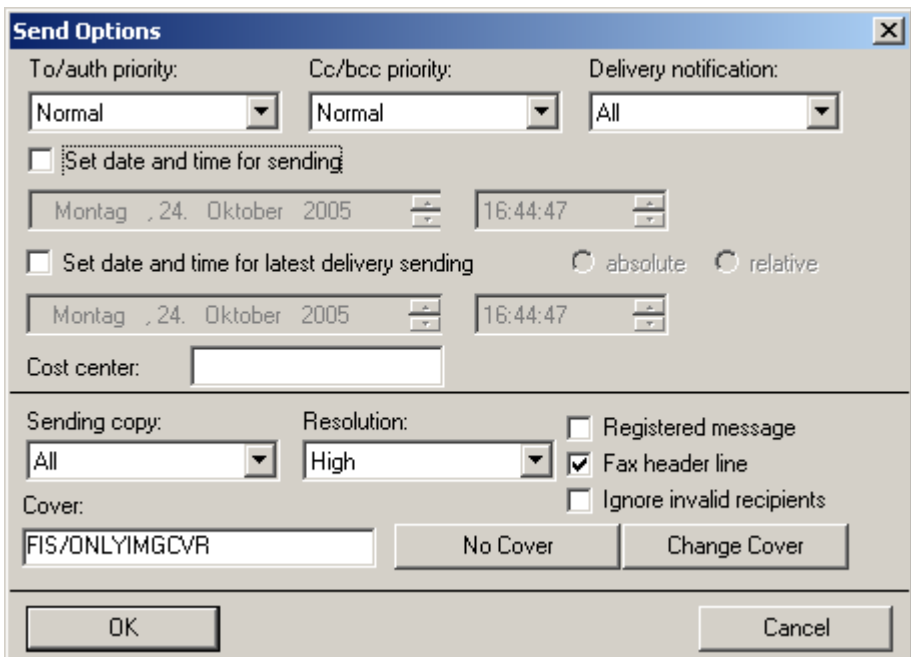 Send Options
To/auth priority: Cc/bcc priority: Delivery notification:
Normal Normal All
Set date and time for sending
Montag , 24. Oktober 2005 16:44:47
Set date and time for latest delivery sending absolute relative
Montag , 24. Oktober 2005 16:44:47
Cost center:
Sending copy: Resolution: Registered message
All High Fax header line
Cover: Ignore invalid recipients
FIS/ONLYIMGCVR No Cover Change Cover
OK Cancel